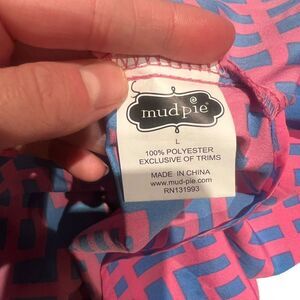 mudpie
L
100% POLYESTER
EXCLUSIVE OF TRIMS
MADE IN CHINA
www.mud-pie.com
RN131993